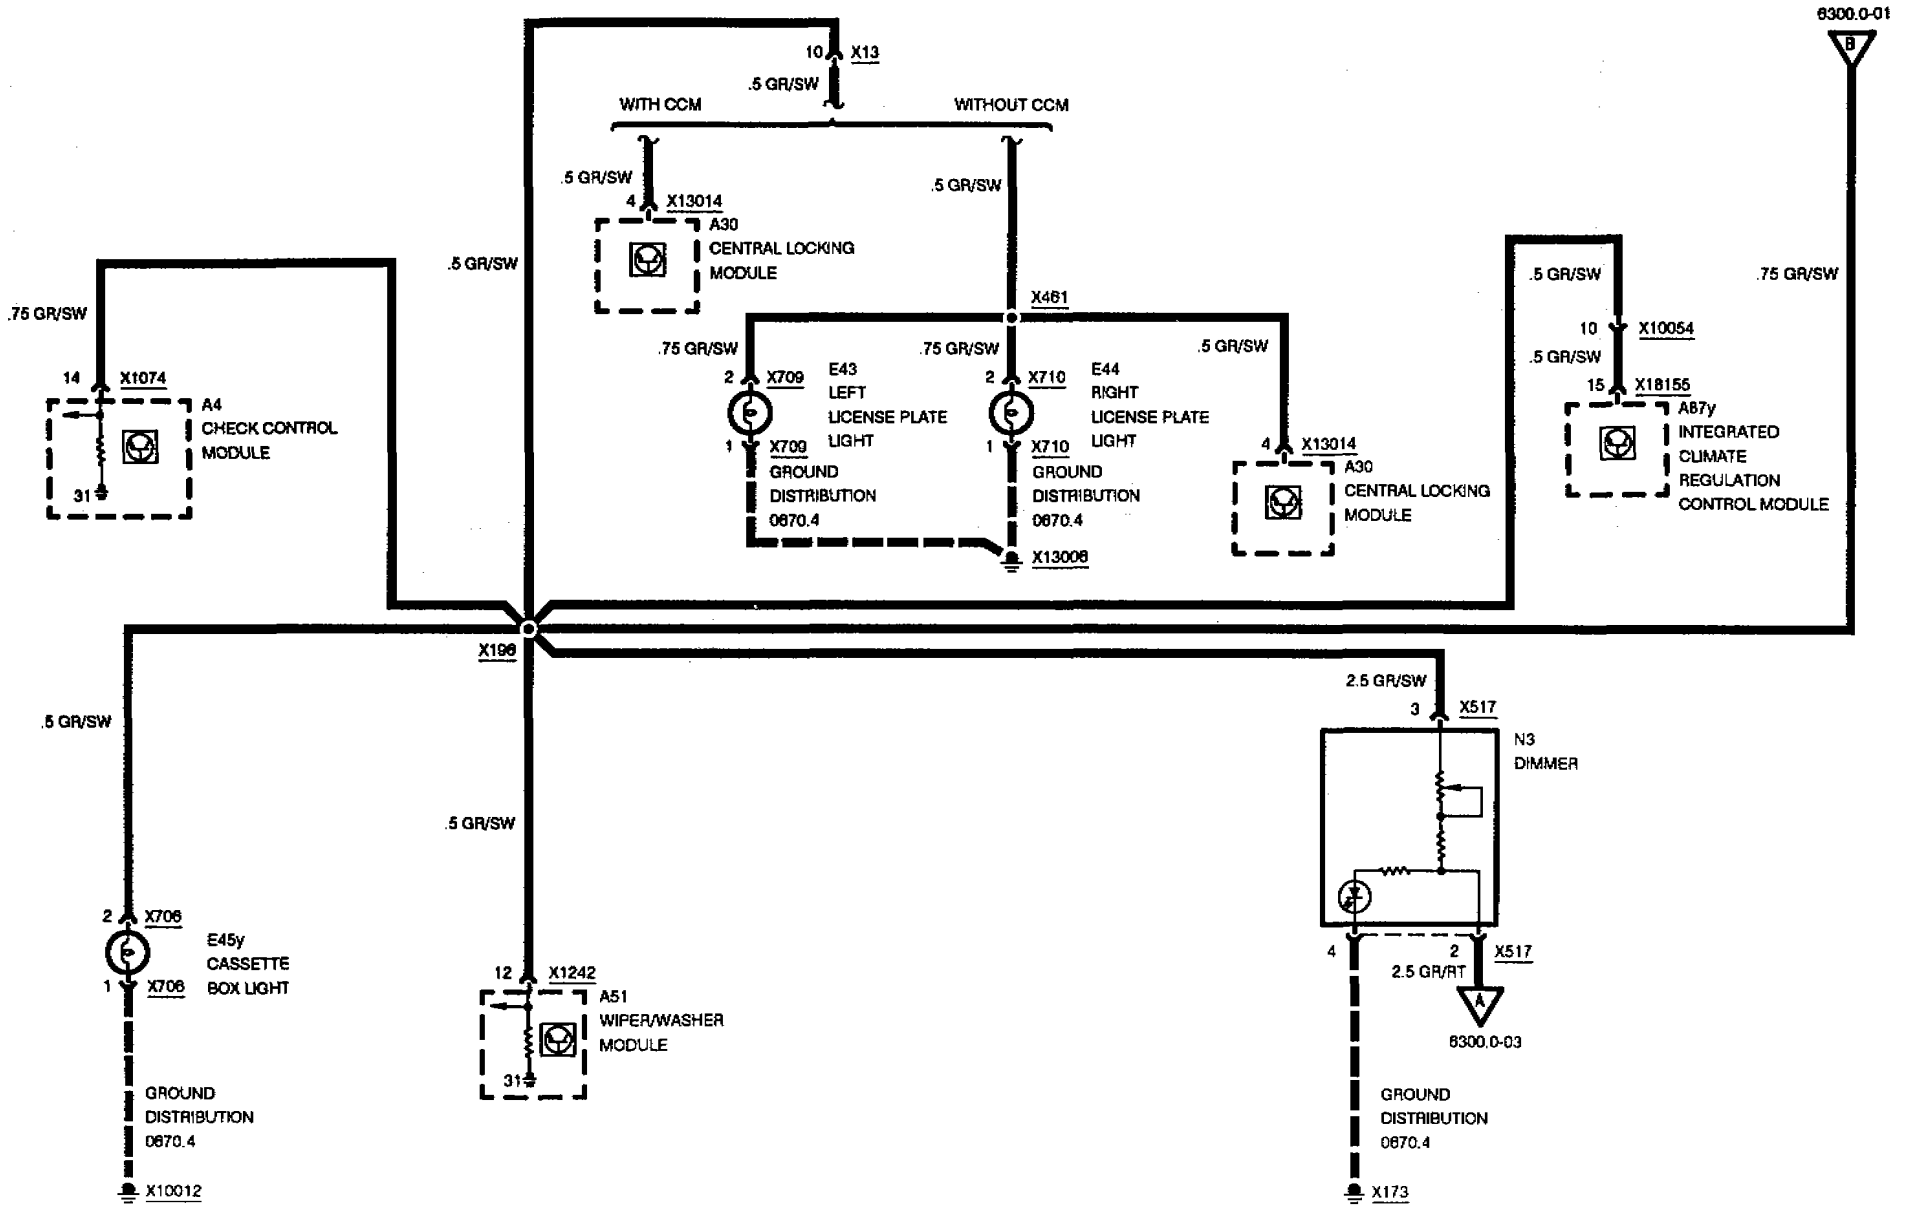 6300.0-01
B
10 X13
.5 GR/SW
WITH CCM
WITHOUT CCM
.5 GR/SW
.5 GR/SW
4 X13014
A30
CENTRAL LOCKING
MODULE
.5 GR/SW
.75 GR/SW
.5 GR/SW
.75 GR/SW
X461
10 X10054
.5 GR/SW
.75 GR/SW
.75 GR/SW
.5 GR/SW
14 X1074
A4
CHECK CONTROL
MODULE
31
2 X709
E43
LEFT
LICENSE PLATE
LIGHT
1 X709
GROUND
DISTRIBUTION
0670.4
2 X710
E44
RIGHT
LICENSE PLATE
LIGHT
1 X710
GROUND
DISTRIBUTION
0670.4
X13006
4 X13014
A30
CENTRAL LOCKING
MODULE
15 X18155
A87y
INTEGRATED
CLIMATE
REGULATION
CONTROL MODULE
X196
2.5 GR/SW
3 X517
N3
DIMMER
.5 GR/SW
.5 GR/SW
2 X706
E45y
CASSETTE
BOX LIGHT
1 X706
GROUND
DISTRIBUTION
0670.4
X10012
12 X1242
A51
WIPER/WASHER
MODULE
31
4 2 X517
2.5 GR/RT
A
6300.0-03
GROUND
DISTRIBUTION
0670.4
X173